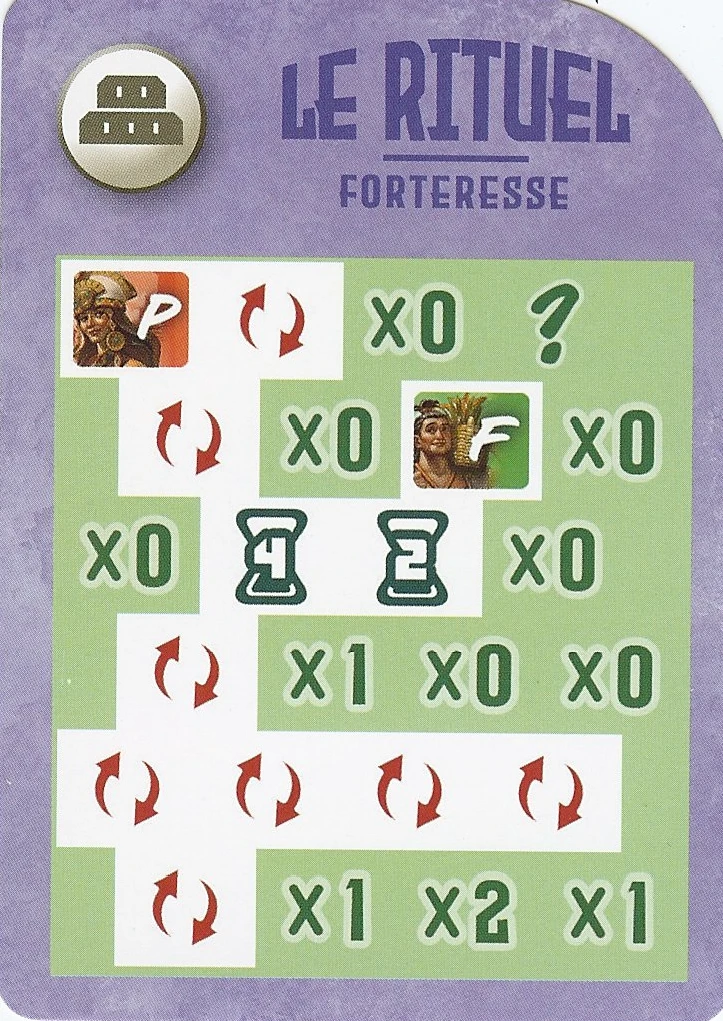 LE RITUEL
FORTERESSE
P x0 ?
x0 F x0
x0 4 2 x0
x1 x0 x0
x1 x2 x1